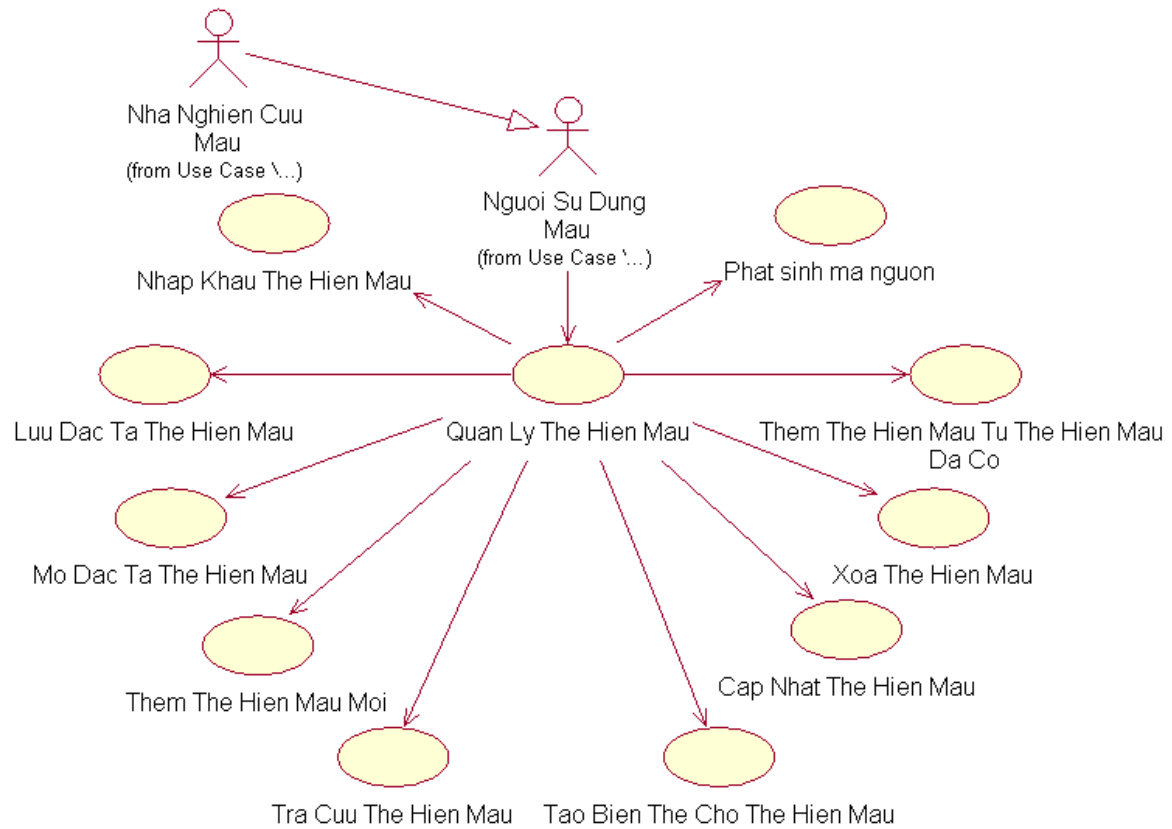 Nha Nghien Cuu
Mau
(from Use Case \...)
Nguoi Su Dung
Mau
(from Use Case '...)
Nhap Khau The Hien Mau
Phat sinh ma nguon
Luu Dac Ta The Hien Mau
Quan Ly The Hien Mau
Them The Hien Mau Tu The Hien Mau
Da Co
Mo Dac Ta The Hien Mau
Xoa The Hien Mau
Them The Hien Mau Moi
Cap Nhat The Hien Mau
Tra Cuu The Hien Mau
Tao Bien The Cho The Hien Mau